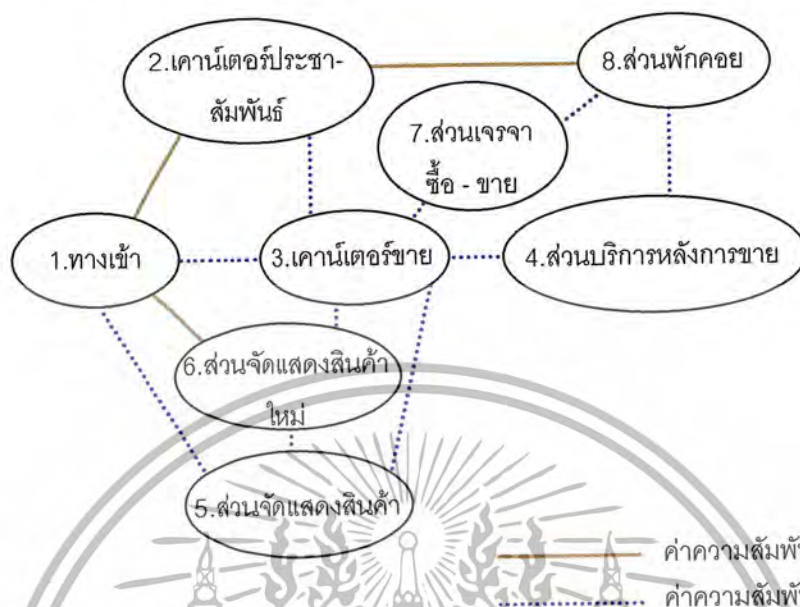 2.เคาน์เตอร์ประชา-
สัมพันธ์
8.ส่วนพักคอย
7.ส่วนเจรจา
ซื้อ - ขาย
1.ทางเข้า
3.เคาน์เตอร์ขาย
4.ส่วนบริการหลังการขาย
6.ส่วนจัดแสดงสินค้า
ใหม่
5.ส่วนจัดแสดงสินค้า
ค่าความสัมพั
ค่าความสัมพั